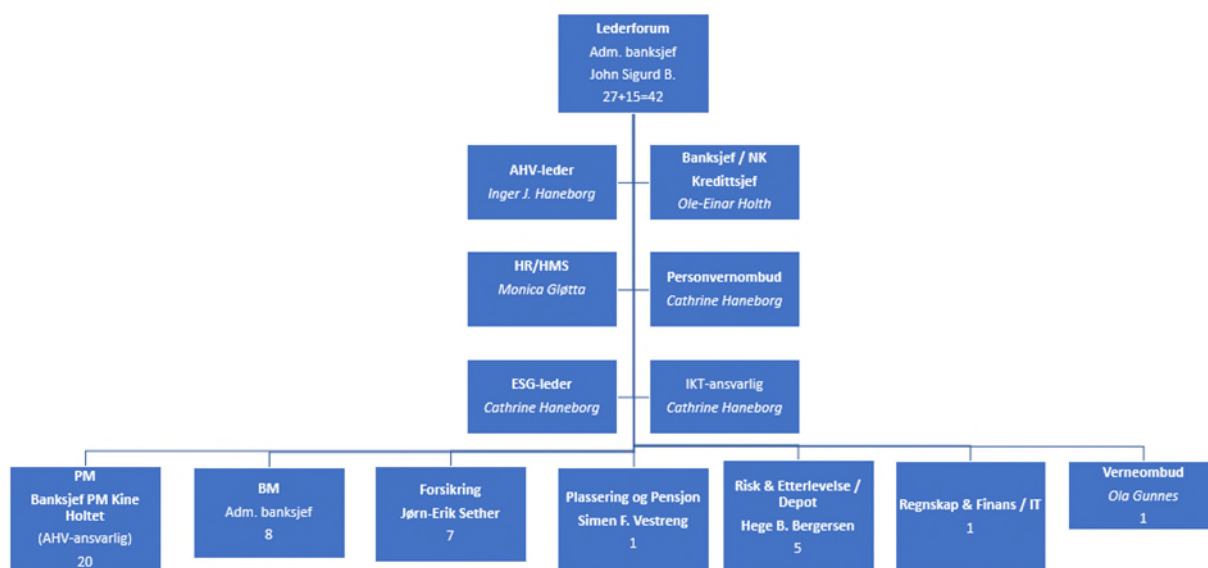 Lederforum
Adm. banksjef
John Sigurd B.
27+15=42
AHV-leder
Inger J. Haneborg
Banksjef / NK
Kredittsjef
Ole-Einar Holth
HR/HMS
Monica Gløtta
Personvernombud
Cathrine Haneborg
ESG-leder
Cathrine Haneborg
IKT-ansvarlig
Cathrine Haneborg
PM
Banksjef PM Kine
Holtet
(AHV-ansvarlig)
20
BM
Adm. banksjef
8
Forsikring
Jørn-Erik Sether
7
Plassering og Pensjon
Simen F. Vestreng
1
Risk & Etterlevelse /
Depot
Hege B. Bergersen
5
Regnskap & Finans / IT
1
Verneombud
Ola Gunnes
1